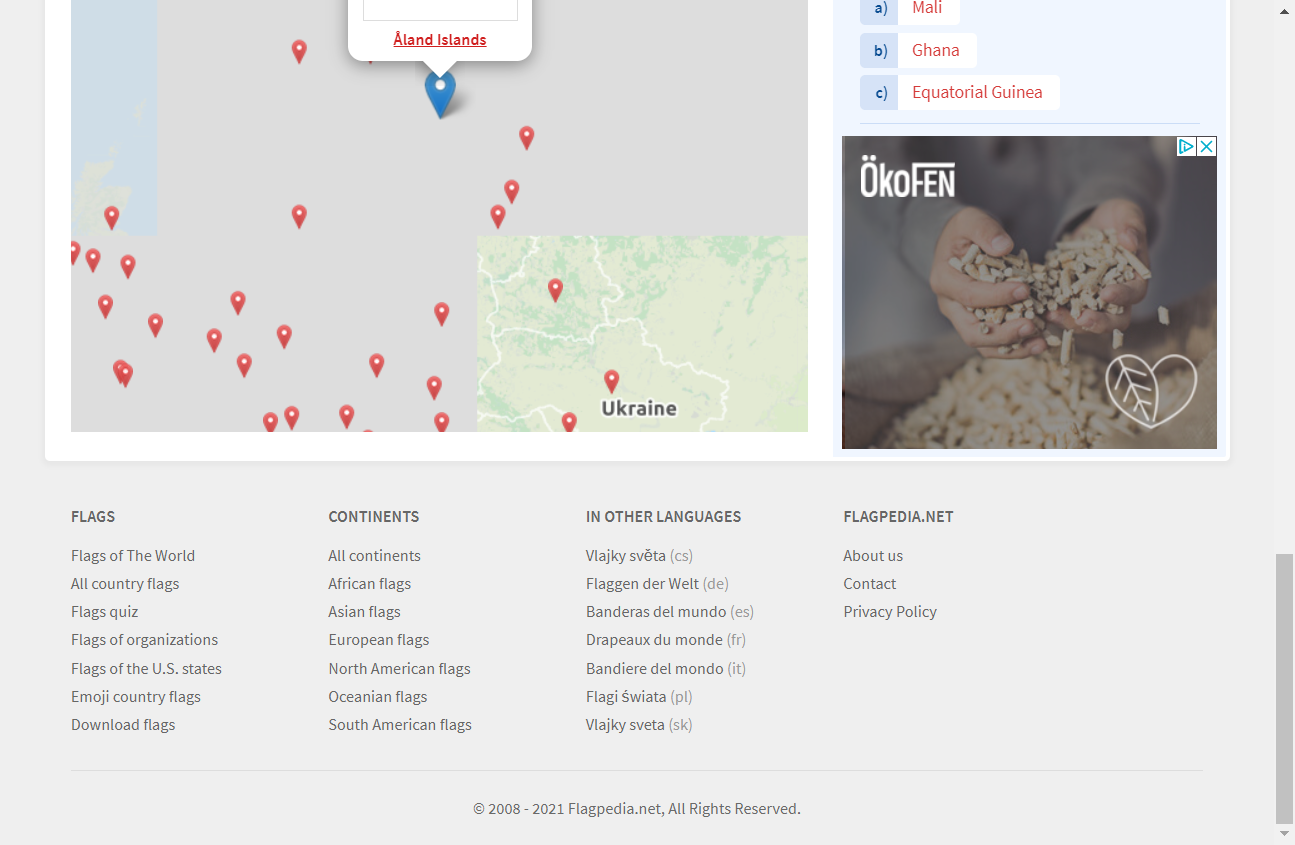 Åland Islands
Ukraine
a) Mali
b) Ghana
c) Equatorial Guinea
ÖkoFEN
FLAGS
Flags of The World
All country flags
Flags quiz
Flags of organizations
Flags of the U.S. states
Emoji country flags
Download flags
CONTINENTS
All continents
African flags
Asian flags
European flags
North American flags
Oceanian flags
South American flags
IN OTHER LANGUAGES
Vlajky světa (cs)
Flaggen der Welt (de)
Banderas del mundo (es)
Drapeaux du monde (fr)
Bandiere del mondo (it)
Flagi świata (pl)
Vlajky sveta (sk)
FLAGPEDIA.NET
About us
Contact
Privacy Policy
© 2008 - 2021 Flagpedia.net, All Rights Reserved.